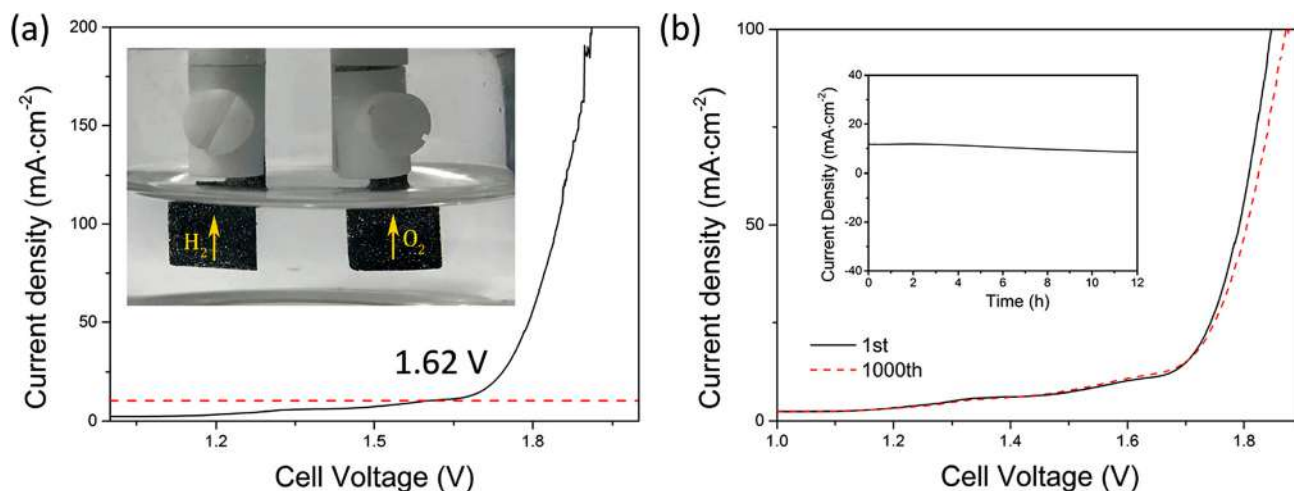 (a)
200
150
100
50
0
Current density (mA·cm⁻²)
H₂
O₂
1.62 V
1.2
1.5
1.8
Cell Voltage (V)
(b)
100
50
0
Current density (mA·cm⁻²)
40
20
0
-20
-40
Current Density (mA·cm⁻²)
0
2
4
6
8
10
12
Time (h)
1st
1000th
1.0
1.2
1.4
1.6
1.8
Cell Voltage (V)